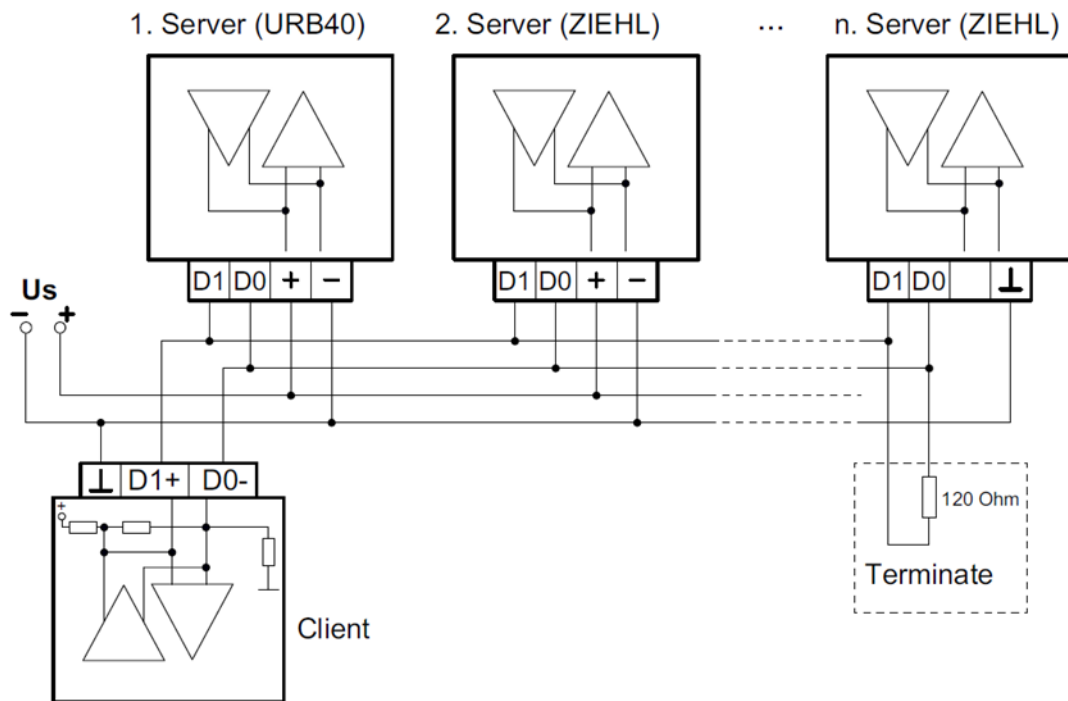 1. Server (URB40) 2. Server (ZIEHL) ... n. Server (ZIEHL)
D1 D0 + − D1 D0 + − D1 D0 ⊥
Us
− +
⊥ D1+ D0-
+
120 Ohm
Terminate
Client